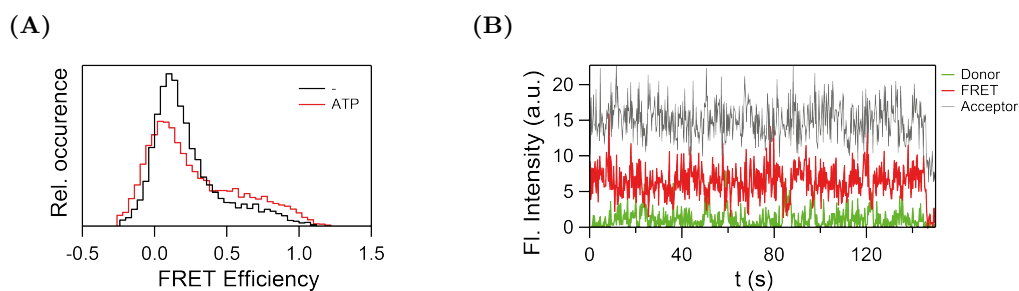 (A)
Rel. occurence
-
ATP
-0.5 0.0 0.5 1.0 1.5
FRET Efficiency
(B)
Fl. Intensity (a.u.)
20
15
10
5
0
0 40 80 120
t (s)
Donor
FRET
Acceptor